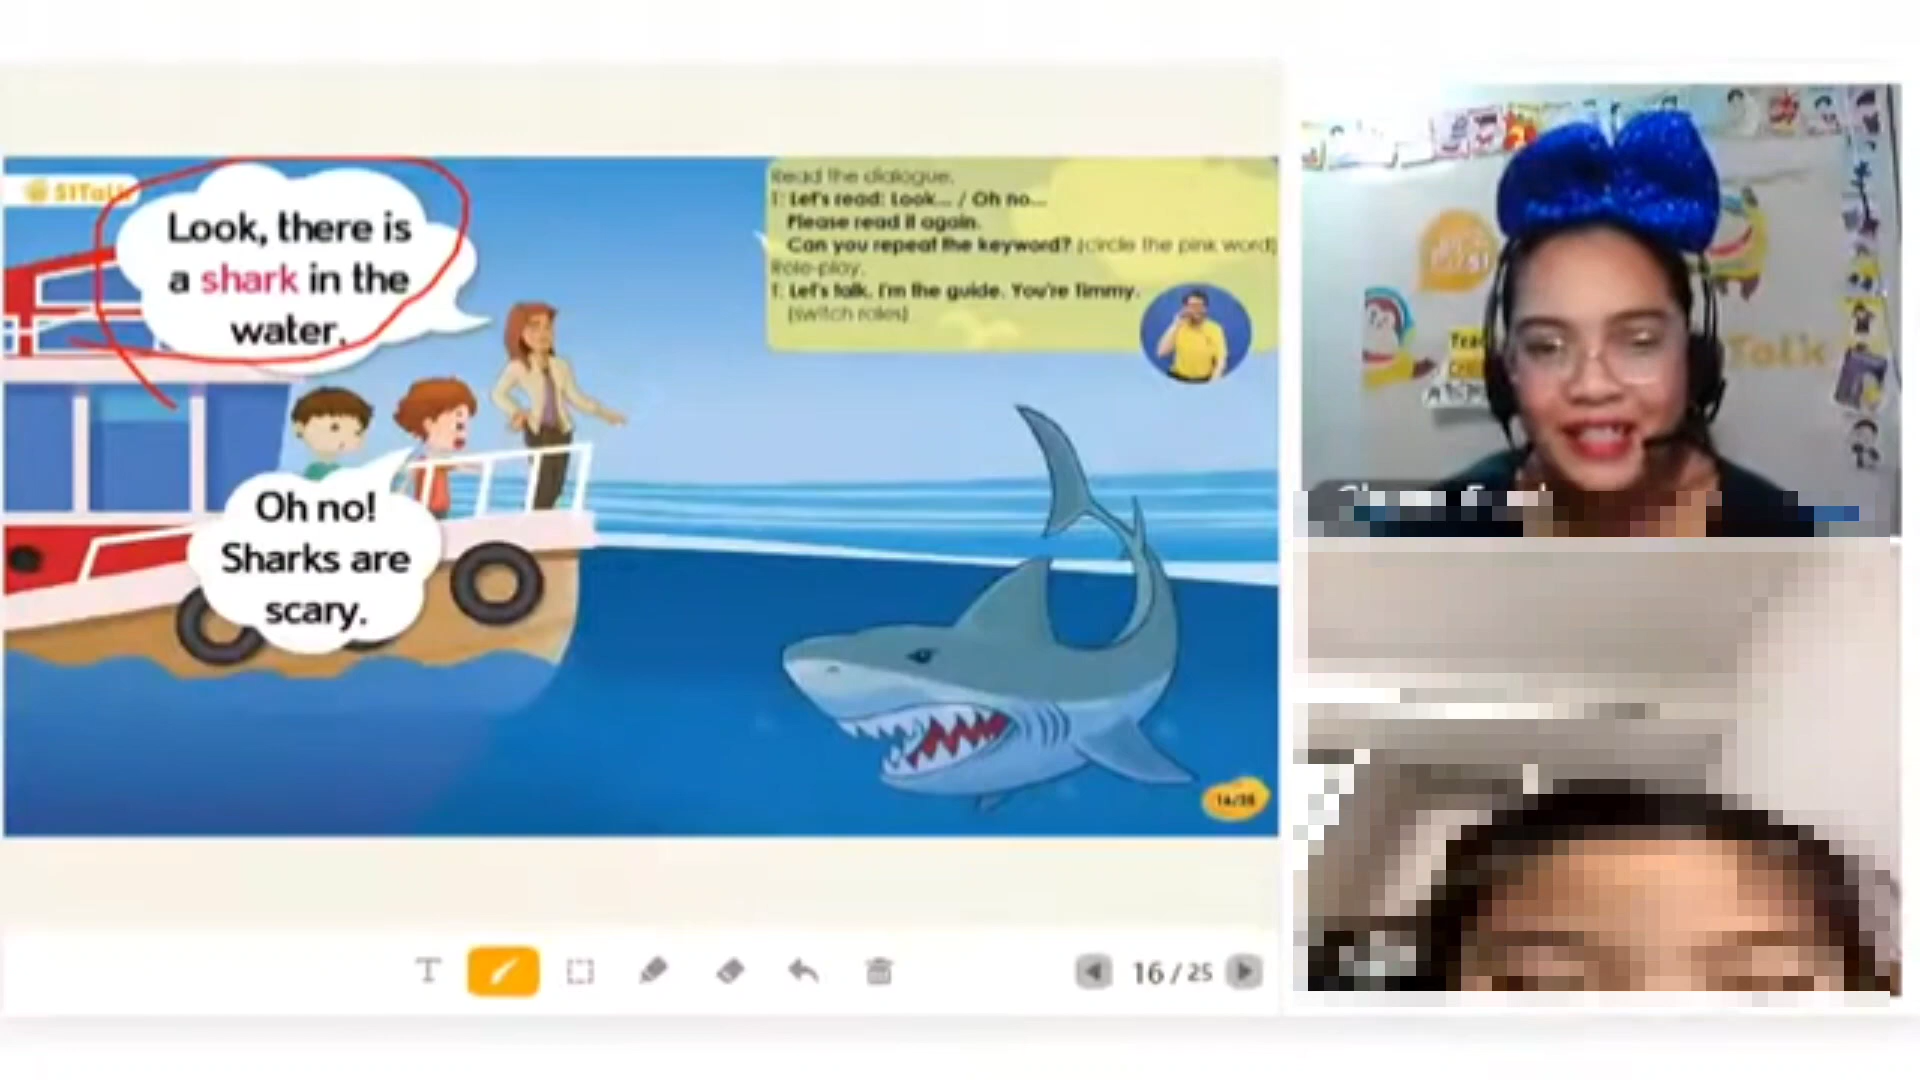 51Talk
Look, there is
a shark in the
water.
Oh no!
Sharks are
scary.
Read the dialogue.
T: Let's read: Look... / Oh no...
Please read it again.
Can you repeat the keyword? (circle the pink word)
Role-play.
T: Let's talk. I'm the guide. You're Timmy.
(switch roles)
16/25
T
16 / 25
Talk